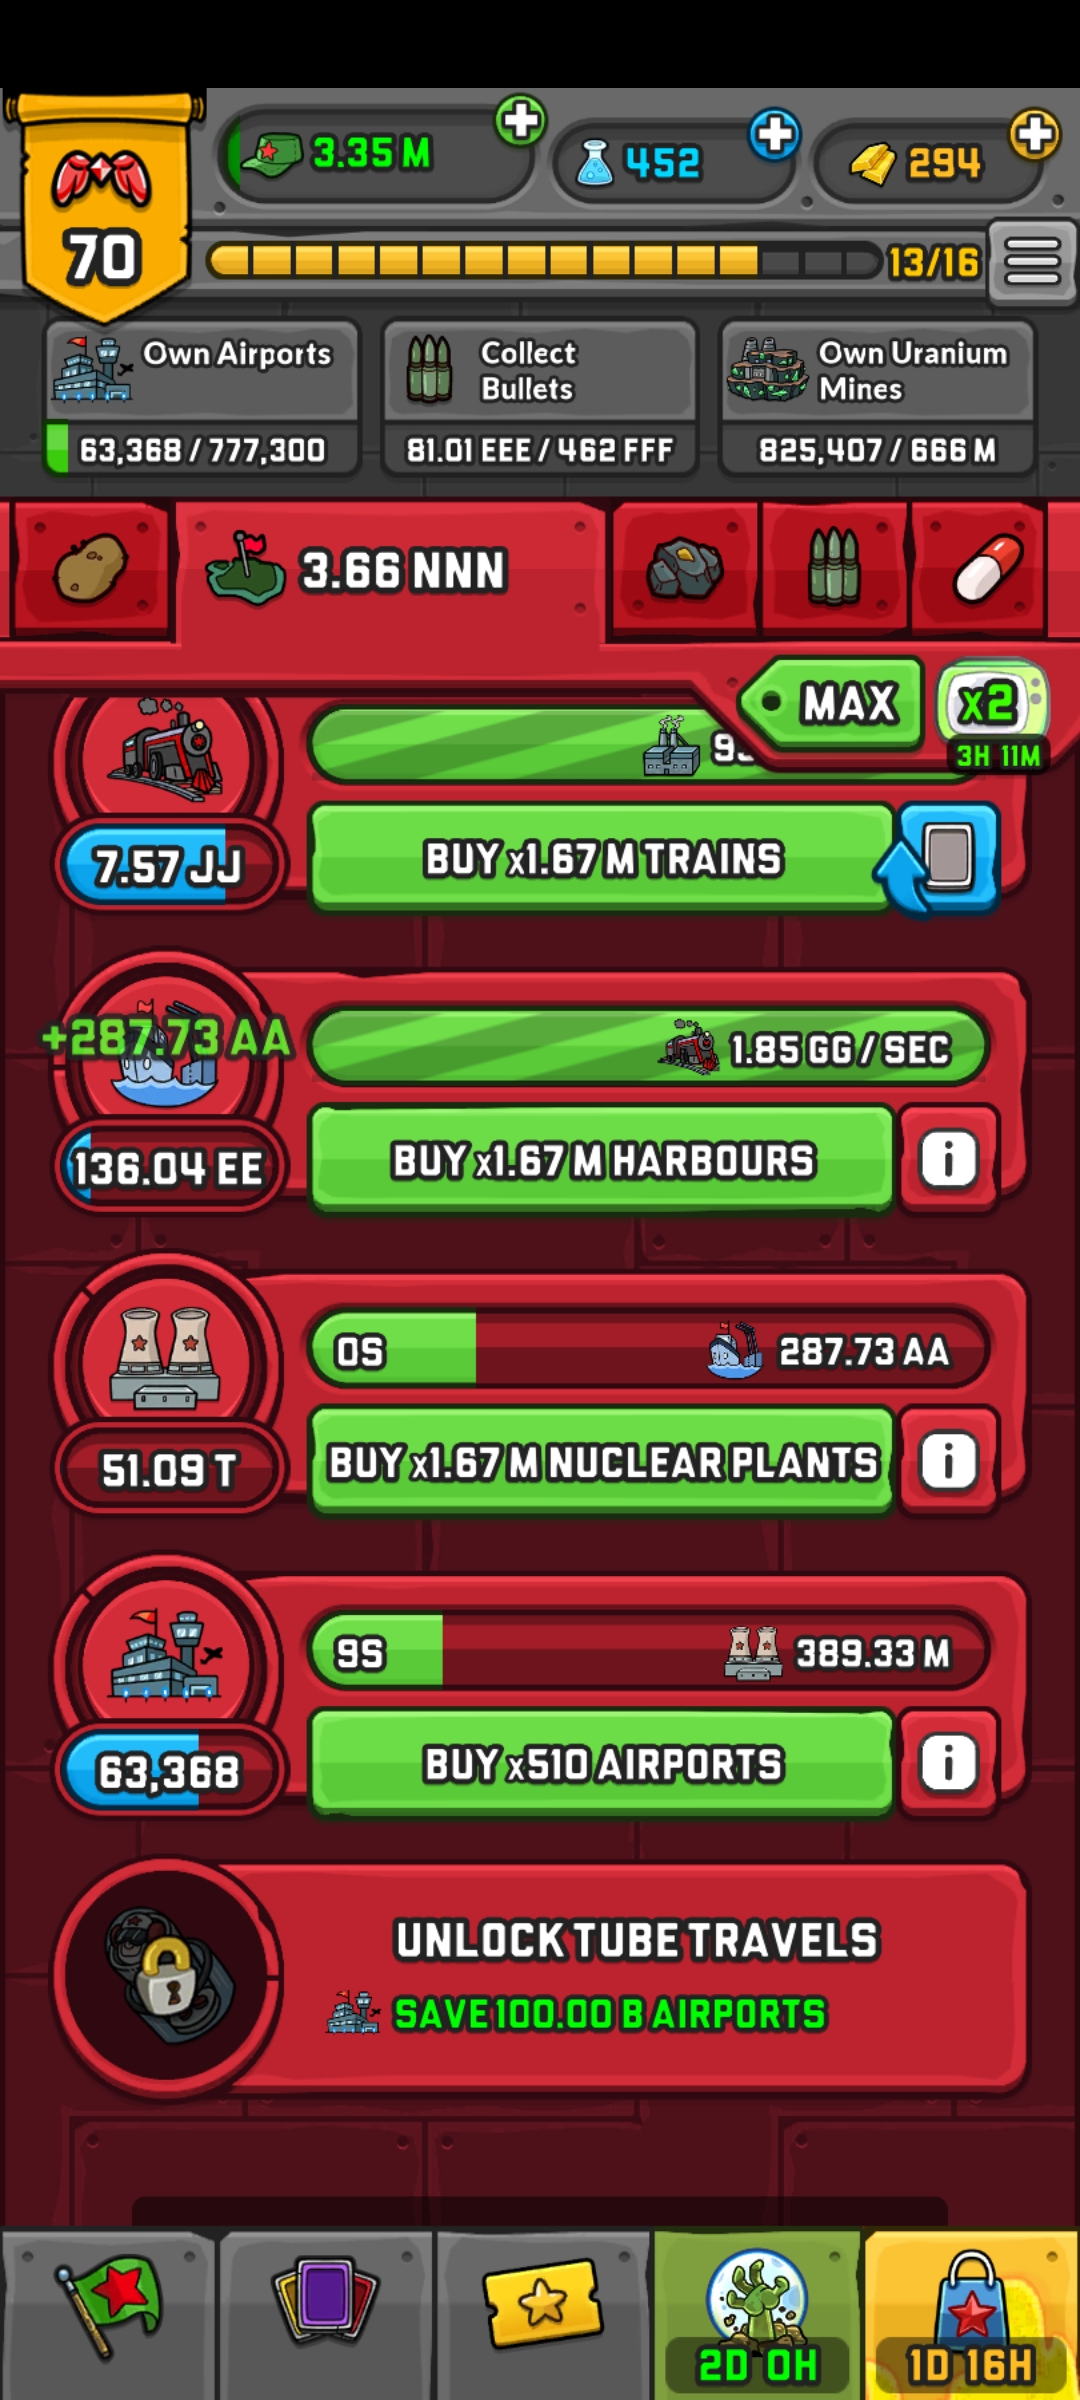 70
3.35 M
452
294
13/16
Own Airports
63,368 / 777,300
Collect
Bullets
81.01 EEE / 462 FFF
Own Uranium
Mines
825,407 / 666 M
3.66 NNN
MAX
x2
3H 11M
7.57 JJ
BUY x1.67 M TRAINS
+287.73 AA
1.85 GG / SEC
136.04 EE
BUY x1.67 M HARBOURS
0S
287.73 AA
51.09 T
BUY x1.67 M NUCLEAR PLANTS
9S
389.33 M
63,368
BUY x510 AIRPORTS
UNLOCK TUBE TRAVELS
SAVE 100.00 B AIRPORTS
2D 0H
1D 16H